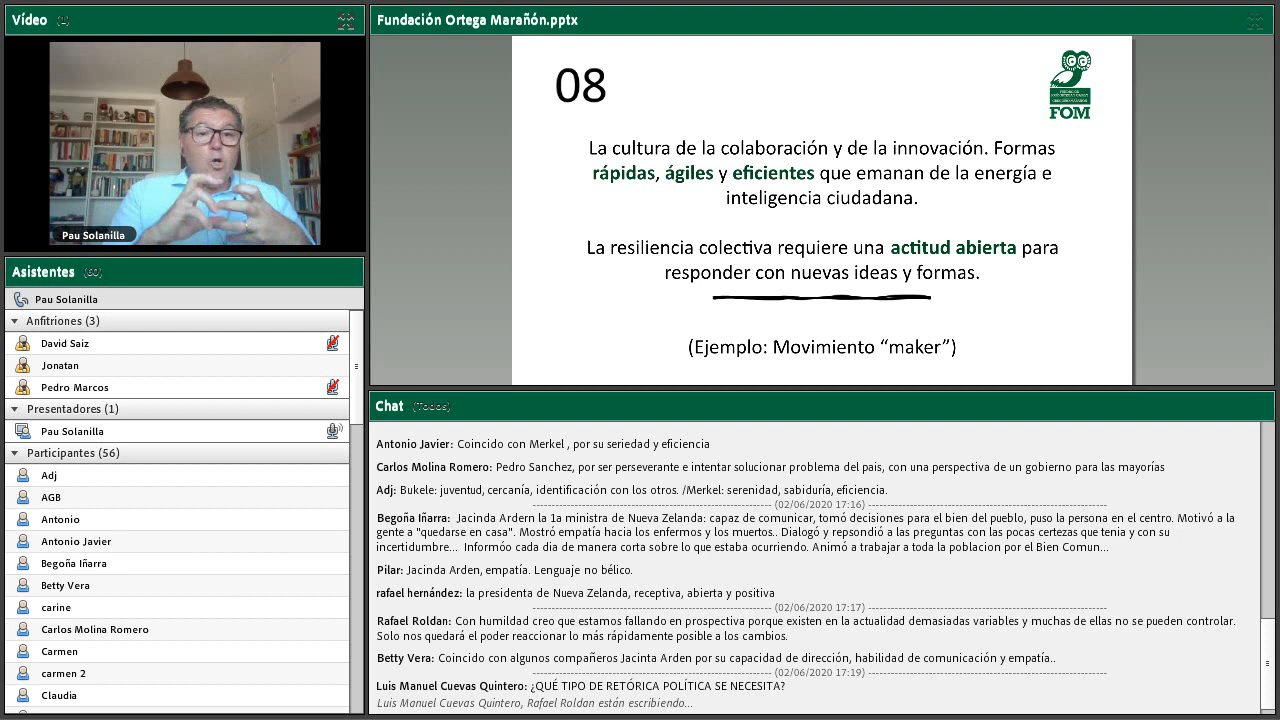 Vídeo (1)
Pau Solanilla
Asistentes (60)
Pau Solanilla
Anfitriones (3)
David Saiz
Jonatan
Pedro Marcos
Presentadores (1)
Pau Solanilla
Participantes (56)
Adj
AGB
Antonio
Antonio Javier
Begoña Iñarra
Betty Vera
carine
Carlos Molina Romero
Carmen
carmen 2
Claudia
Fundación Ortega Marañón.pptx
08
FOM
La cultura de la colaboración y de la innovación. Formas
rápidas, ágiles y eficientes que emanan de la energía e
inteligencia ciudadana.
La resiliencia colectiva requiere una actitud abierta para
responder con nuevas ideas y formas.
(Ejemplo: Movimiento “maker”)
Chat (Todos)
Antonio Javier: Coincido con Merkel , por su seriedad y eficiencia
Carlos Molina Romero: Pedro Sanchez, por ser perseverante e intentar solucionar problema del pais, con una perspectiva de un gobierno para las mayorías
Adj: Bukele: juventud, cercanía, identificación con los otros. /Merkel: serenidad, sabiduría, eficiencia.
(02/06/2020 17:16)
Begoña Iñarra: Jacinda Ardern la 1a ministra de Nueva Zelanda: capaz de comunicar, tomó decisiones para el bien del pueblo, puso la persona en el centro. Motivó a la
gente a "quedarse en casa". Mostró empatía hacia los enfermos y los muertos.. Dialogó y repsondió a las preguntas con las pocas certezas que tenia y con su
incertidumbre... Informóo cada dia de manera corta sobre lo que estaba ocurriendo. Animó a trabajar a toda la poblacion por el Bien Comun...
Pilar: Jacinda Arden, empatía. Lenguaje no bélico.
rafael hernández: la presidenta de Nueva Zelanda, receptiva, abierta y positiva
(02/06/2020 17:17)
Rafael Roldan: Con humildad creo que estamos fallando en prospectiva porque existen en la actualidad demasiadas variables y muchas de ellas no se pueden controlar.
Solo nos quedará el poder reaccionar lo más rápidamente posible a los cambios.
Betty Vera: Coincido con algunos compañeros Jacinta Arden por su capacidad de dirección, habilidad de comunicación y empatía..
(02/06/2020 17:19)
Luis Manuel Cuevas Quintero: ¿QUÉ TIPO DE RETÓRICA POLÍTICA SE NECESITA?
Luis Manuel Cuevas Quintero, Rafael Roldan están escribiendo...